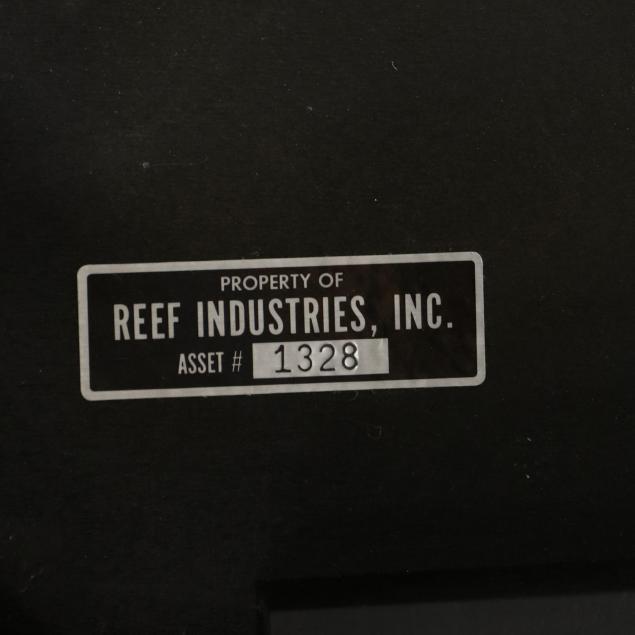 PROPERTY OF
REEF INDUSTRIES, INC.
ASSET # 1328